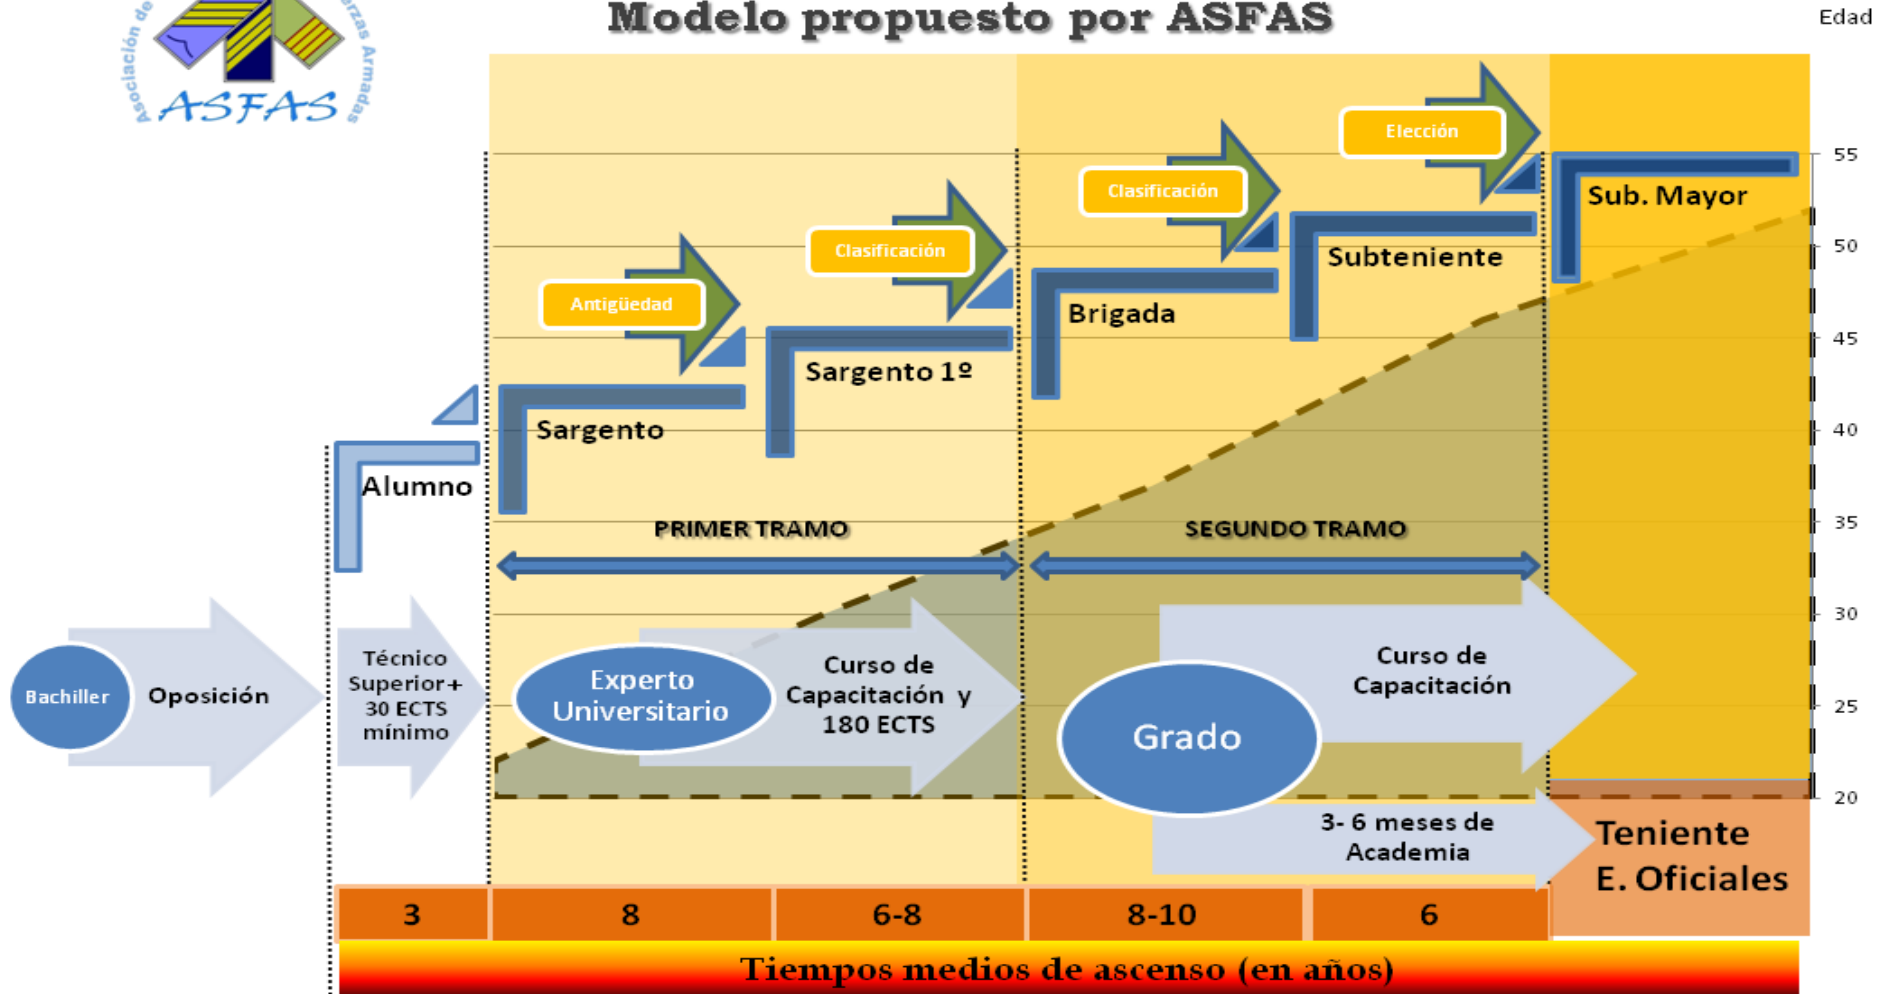 Modelo propuesto por ASFAS
Edad
Asociación de
erzas Armadas
ASFAS
Elección
55
Clasificación
Sub. Mayor
Clasificación
50
Subteniente
Antigüedad
Brigada
45
Sargento 1º
Sargento
40
Alumno
PRIMER TRAMO
SEGUNDO TRAMO
35
30
Bachiller
Oposición
Técnico
Superior+
30 ECTS
mínimo
Experto
Universitario
Curso de
Capacitación y
180 ECTS
Grado
Curso de
Capacitación
25
20
3- 6 meses de
Academia
Teniente
E. Oficiales
3
8
6-8
8-10
6
Tiempos medios de ascenso (en años)